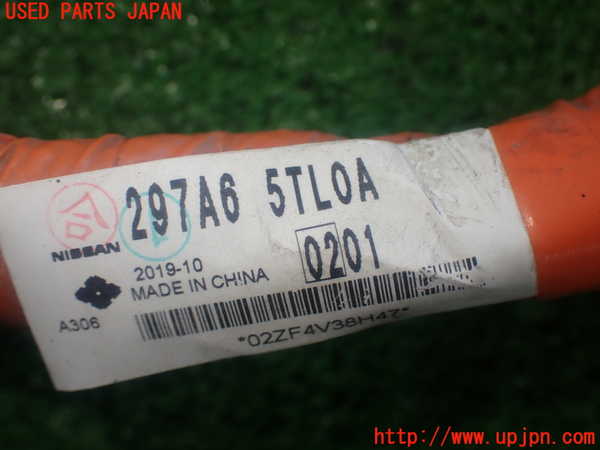 USED PARTS JAPAN
297A6 5TL0A
NISSAN
0201
2019-10
MADE IN CHINA
A306
*02ZF4V38H47*
http://www.upjpn.com/